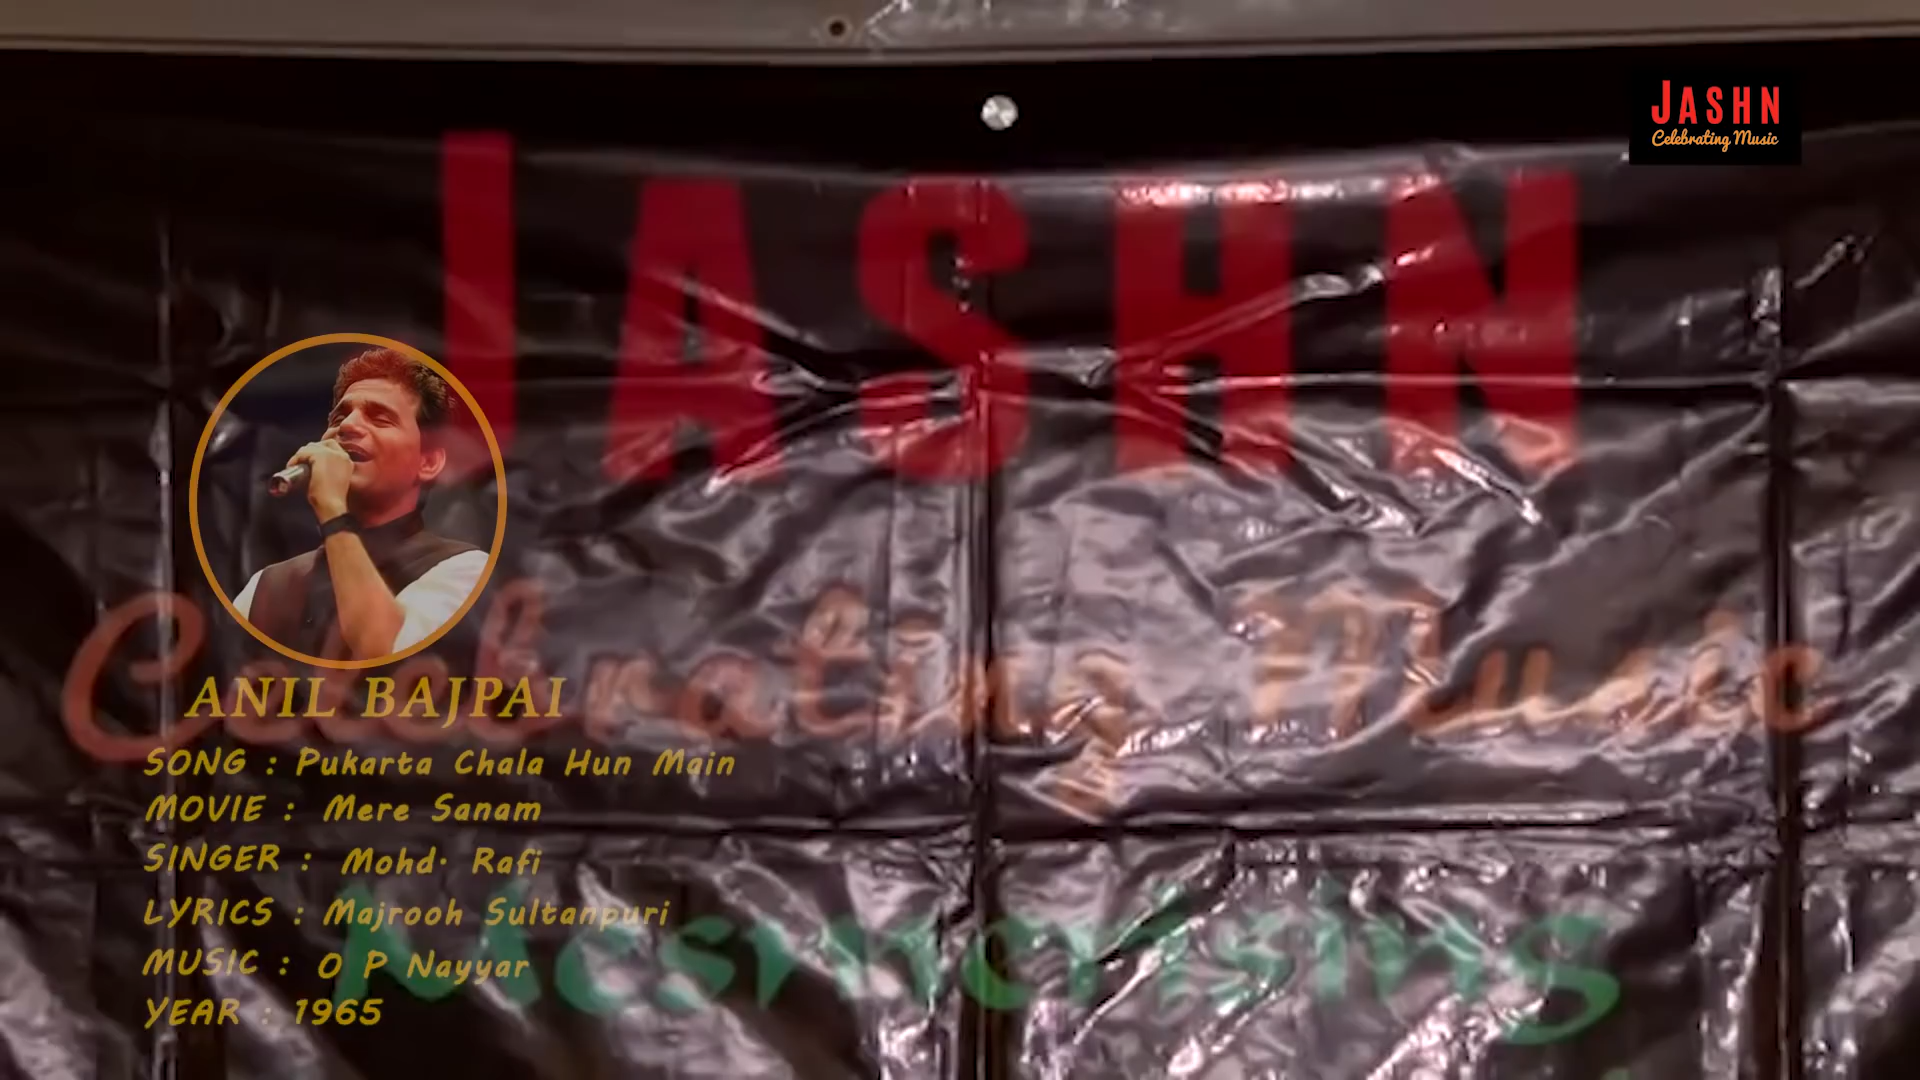 JASHN
Celebrating Music
JASHN
Celebrating Music
Mesmerising
ANIL BAJPAI
SONG : Pukarta Chala Hun Main
MOVIE : Mere Sanam
SINGER : Mohd. Rafi
LYRICS : Majrooh Sultanpuri
MUSIC : O P Nayyar
YEAR : 1965